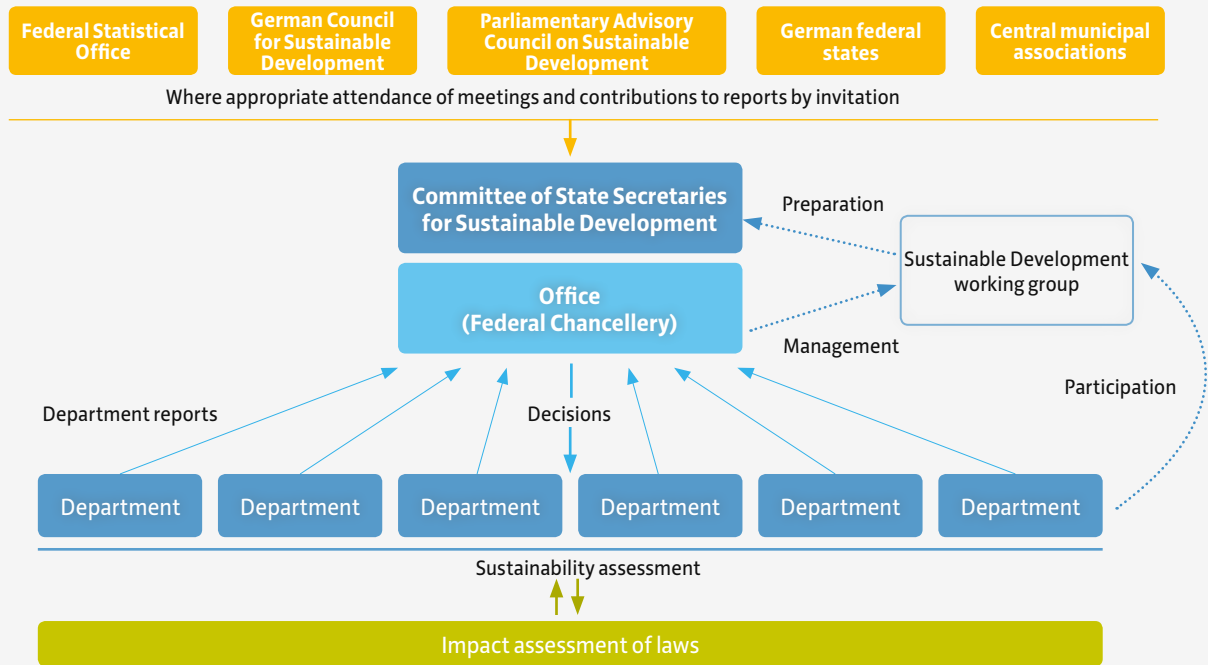 Federal Statistical
Office
German Council
for Sustainable
Development
Parliamentary Advisory
Council on Sustainable
Development
German federal
states
Central municipal
associations
Where appropriate attendance of meetings and contributions to reports by invitation
Committee of State Secretaries
for Sustainable Development
Preparation
Sustainable Development
working group
Office
(Federal Chancellery)
Management
Participation
Department reports
Decisions
Department
Department
Department
Department
Department
Department
Sustainability assessment
Impact assessment of laws